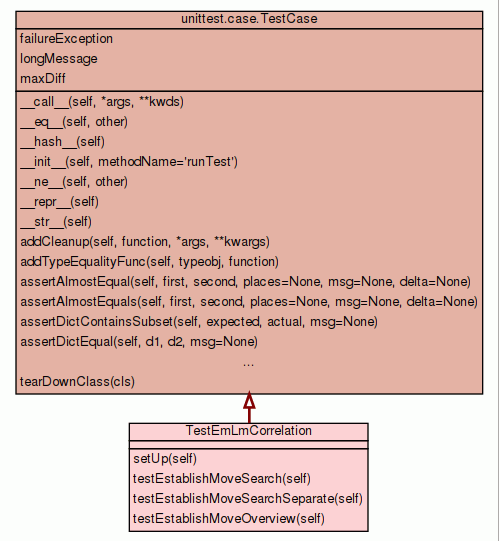 unittest.case.TestCase
failureException
longMessage
maxDiff
__call__(self, *args, **kwds)
__eq__(self, other)
__hash__(self)
__init__(self, methodName='runTest')
__ne__(self, other)
__repr__(self)
__str__(self)
addCleanup(self, function, *args, **kwargs)
addTypeEqualityFunc(self, typeobj, function)
assertAlmostEqual(self, first, second, places=None, msg=None, delta=None)
assertAlmostEquals(self, first, second, places=None, msg=None, delta=None)
assertDictContainsSubset(self, expected, actual, msg=None)
assertDictEqual(self, d1, d2, msg=None)
...
tearDownClass(cls)
TestEmLmCorrelation
setUp(self)
testEstablishMoveSearch(self)
testEstablishMoveSearchSeparate(self)
testEstablishMoveOverview(self)